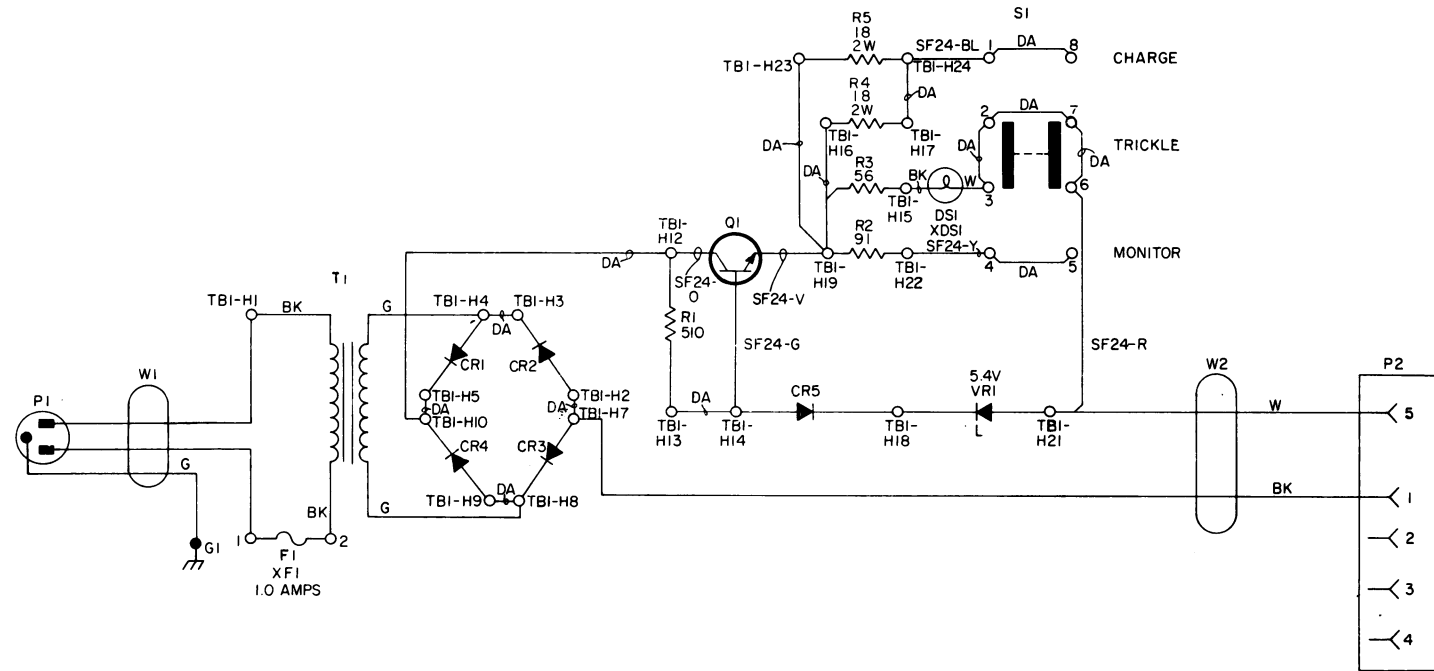 S1
R5
18
2W
SF24-BL
1
DA
8
CHARGE
TB1-H23
TB1-H24
R4
18
2W
DA
2
DA
7
TB1-
H16
TB1-
H17
TRICKLE
DA
DA
DA
DA
R3
56
BK
W
3
6
TB1-
H15
DS1
XDS1
TB1-
H12
Q1
R2
91
SF24-Y
MONITOR
DA
SF24-
O
SF24-V
TB1-
H19
TB1-
H22
4
DA
5
T1
TB1-H1
BK
G
TB1-H4
TB1-H3
DA
R1
510
SF24-G
SF24-R
CR1
CR2
W1
P1
TB1-H5
DA
TB1-H10
TB1-H2
DA
TB1-H7
DA
CR5
5.4V
VR1
L
W2
P2
W
5
TB1-
H13
TB1-
H14
TB1-
H18
TB1-
H21
CR4
CR3
G
DA
TB1-H9
TB1-H8
BK
1
BK
G
G1
1
2
F1
XF1
1.0 AMPS
2
3
4